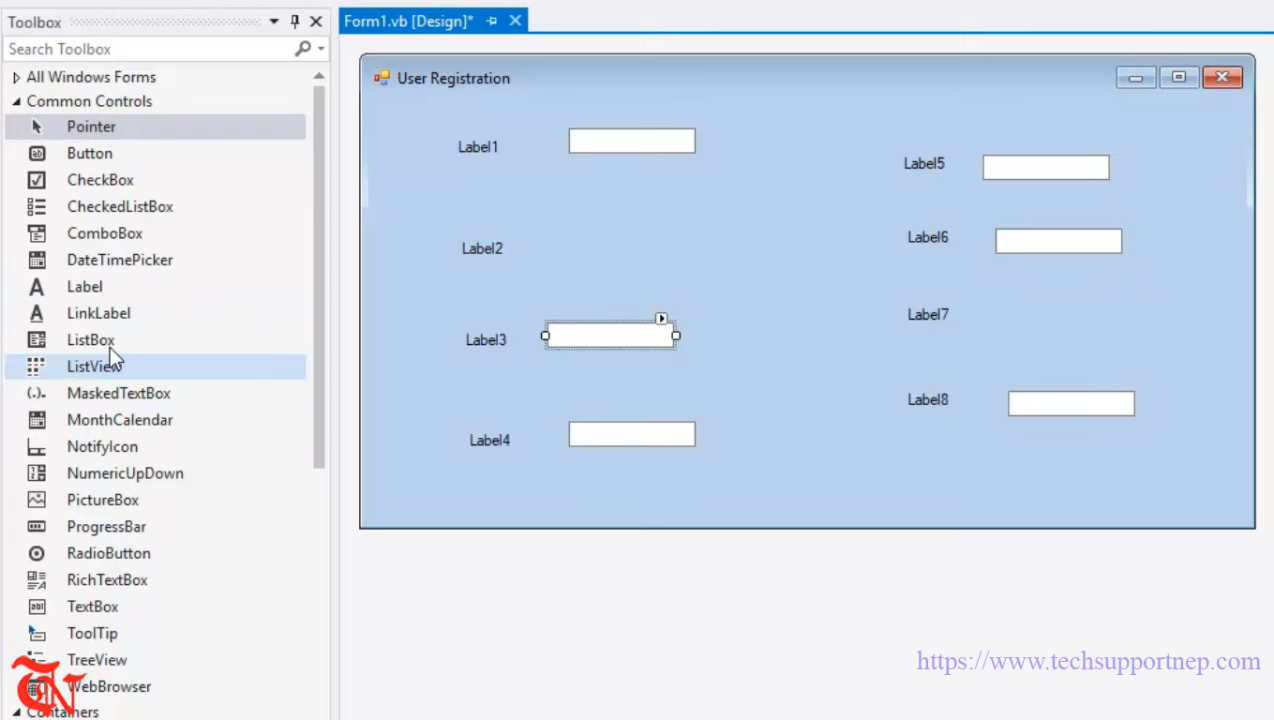 Toolbox
Search Toolbox
All Windows Forms
Common Controls
Pointer
Button
CheckBox
CheckedListBox
ComboBox
DateTimePicker
Label
LinkLabel
ListBox
ListView
MaskedTextBox
MonthCalendar
NotifyIcon
NumericUpDown
PictureBox
ProgressBar
RadioButton
RichTextBox
TextBox
ToolTip
TreeView
WebBrowser
Containers
Form1.vb [Design]*
User Registration
Label1
Label5
Label2
Label6
Label3
Label7
Label4
Label8
https://www.techsupportnep.com
TN